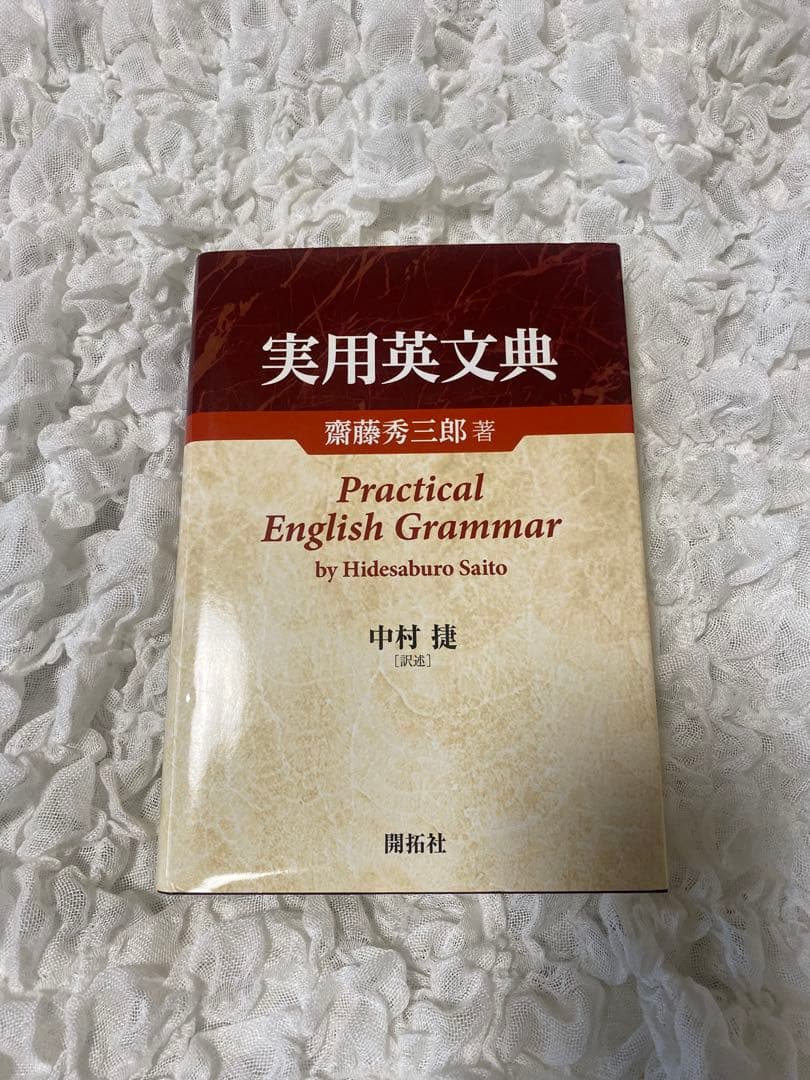 実用英文典
齋藤秀三郎 著
Practical
English Grammar
by Hidesaburo Saito
中村 捷
[訳述]
開拓社